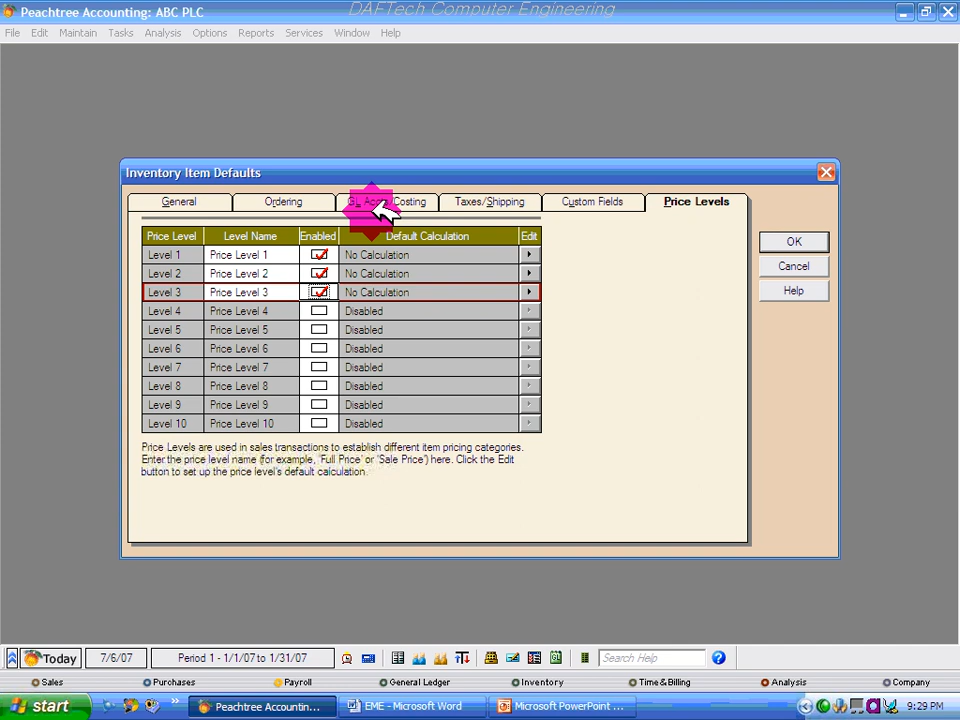 Peachtree Accounting: ABC PLC
DAFTech Computer Engineering
File Edit Maintain Tasks Analysis Options Reports Services Window Help
Inventory Item Defaults
General Ordering GL Accts/Costing Taxes/Shipping Custom Fields Price Levels
Price Level Level Name Enabled Default Calculation Edit
Level 1 Price Level 1 No Calculation
Level 2 Price Level 2 No Calculation
Level 3 Price Level 3 No Calculation
Level 4 Price Level 4 Disabled
Level 5 Price Level 5 Disabled
Level 6 Price Level 6 Disabled
Level 7 Price Level 7 Disabled
Level 8 Price Level 8 Disabled
Level 9 Price Level 9 Disabled
Level 10 Price Level 10 Disabled
OK
Cancel
Help
Price Levels are used in sales transactions to establish different item pricing categories.
Enter the price level name (for example, 'Full Price' or 'Sale Price') here. Click the Edit
button to set up the price level's default calculation.
Today 7/6/07 Period 1 - 1/1/07 to 1/31/07 Search Help
Sales Purchases Payroll General Ledger Inventory Time & Billing Analysis Company
start Peachtree Accountin... EME - Microsoft Word Microsoft PowerPoint ... 9:29 PM